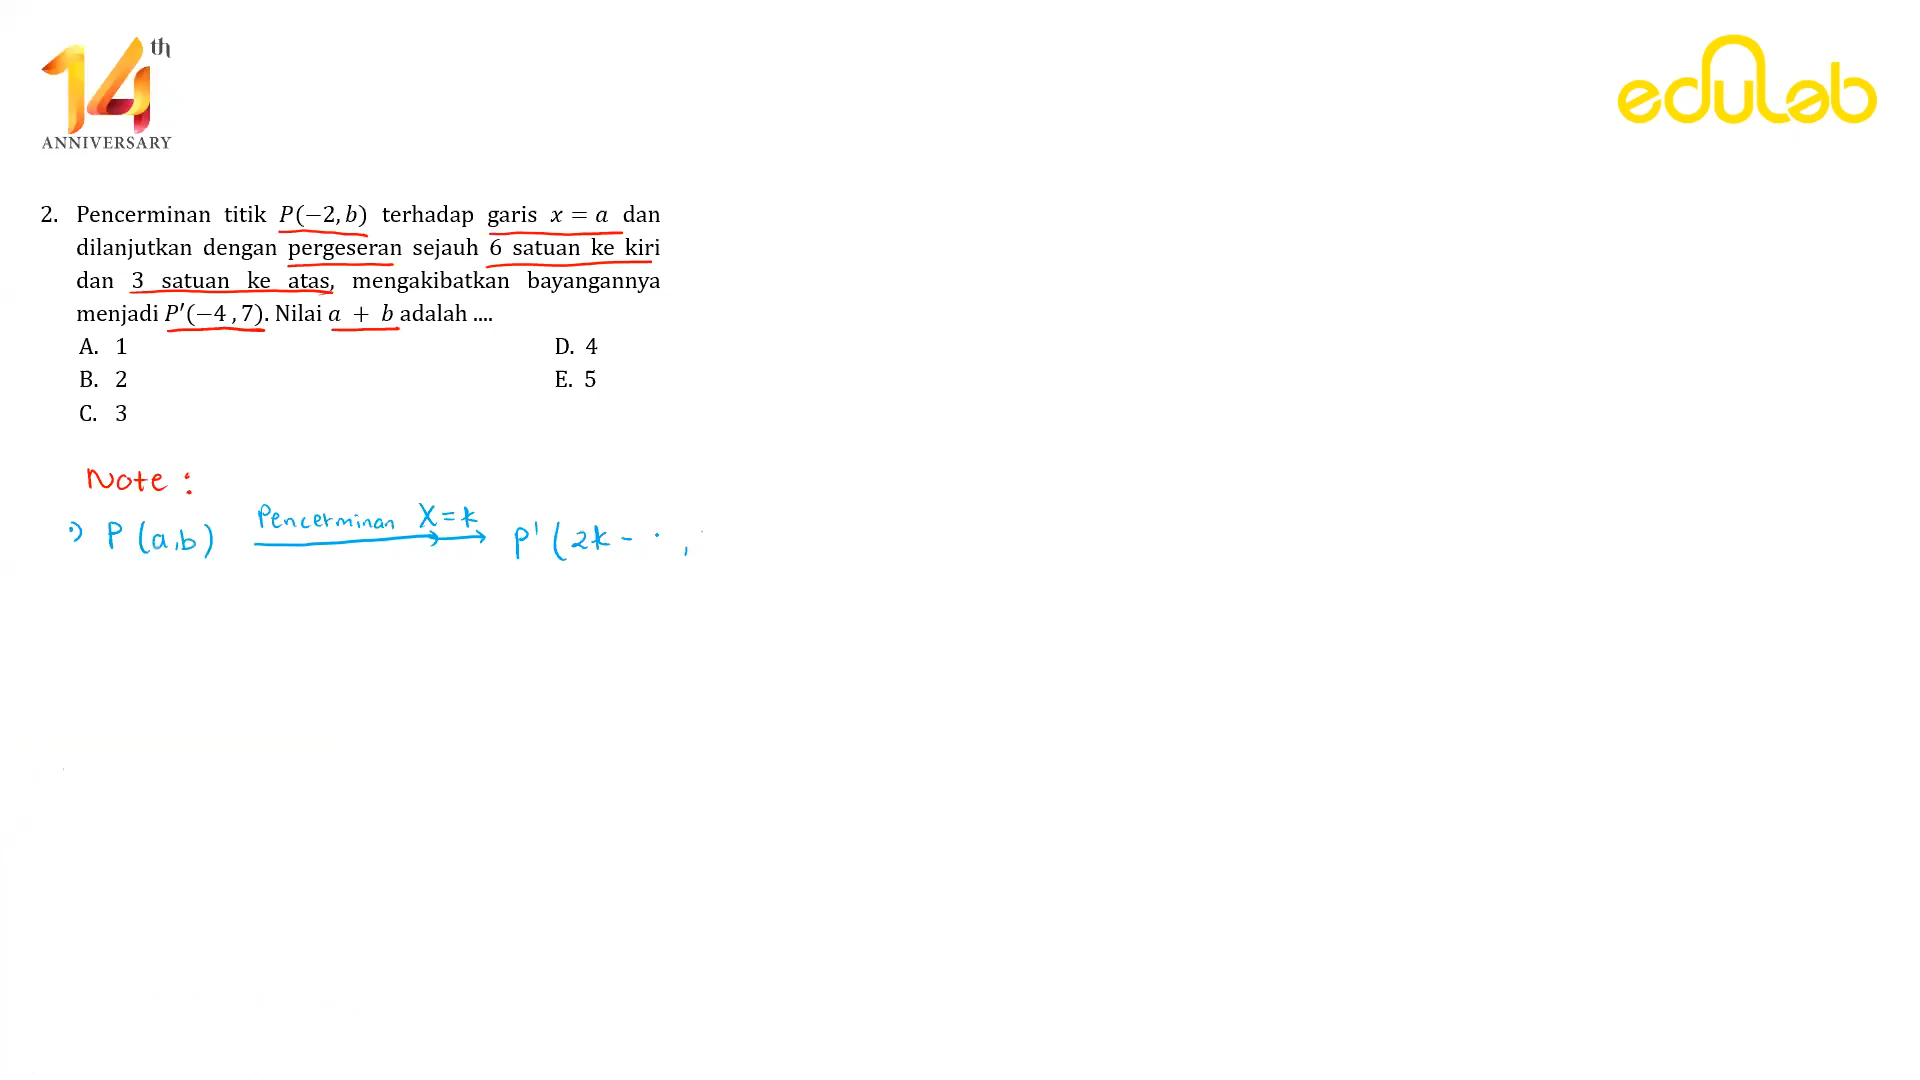 14th
ANNIVERSARY
edulab
2. Pencerminan titik P(−2, b) terhadap garis x = a dan
dilanjutkan dengan pergeseran sejauh 6 satuan ke kiri
dan 3 satuan ke atas, mengakibatkan bayangannya
menjadi P′(−4 , 7). Nilai a + b adalah ....
A. 1
B. 2
C. 3
D. 4
E. 5
Note :
P (a,b) Pencerminan X = k P' (2k - . ,